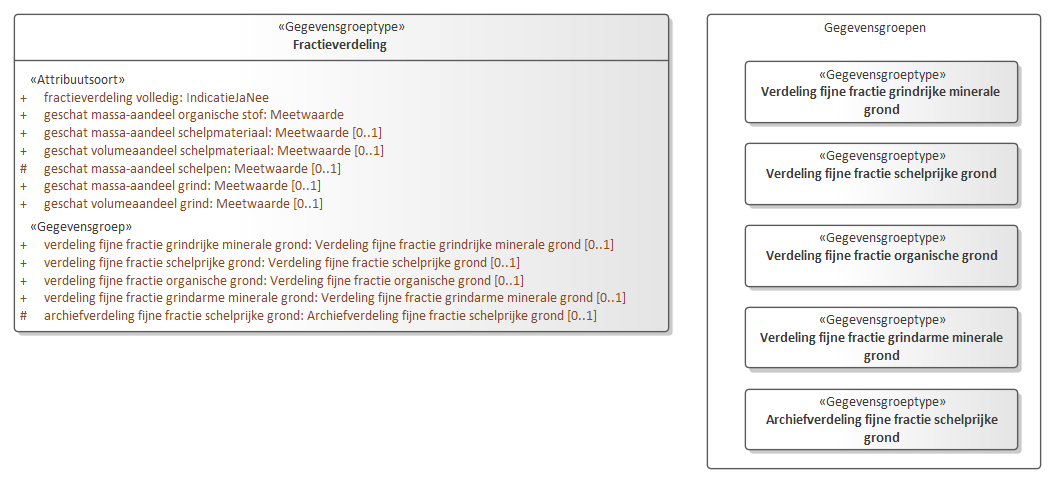 «Gegevensgroeptype»
Fractieverdeling
«Attribuutsoort»
+ fractieverdeling volledig: IndicatieJaNee
+ geschat massa-aandeel organische stof: Meetwaarde
+ geschat massa-aandeel schelpmateriaal: Meetwaarde [0..1]
+ geschat volumeaandeel schelpmateriaal: Meetwaarde [0..1]
# geschat massa-aandeel schelpen: Meetwaarde [0..1]
+ geschat massa-aandeel grind: Meetwaarde [0..1]
+ geschat volumeaandeel grind: Meetwaarde [0..1]
«Gegevensgroep»
+ verdeling fijne fractie grindrijke minerale grond: Verdeling fijne fractie grindrijke minerale grond [0..1]
+ verdeling fijne fractie schelprijke grond: Verdeling fijne fractie schelprijke grond [0..1]
+ verdeling fijne fractie organische grond: Verdeling fijne fractie organische grond [0..1]
+ verdeling fijne fractie grindarme minerale grond: Verdeling fijne fractie grindarme minerale grond [0..1]
# archiefverdeling fijne fractie schelprijke grond: Archiefverdeling fijne fractie schelprijke grond [0..1]
Gegevensgroepen
«Gegevensgroeptype»
Verdeling fijne fractie grindrijke minerale
grond
«Gegevensgroeptype»
Verdeling fijne fractie schelprijke grond
«Gegevensgroeptype»
Verdeling fijne fractie organische grond
«Gegevensgroeptype»
Verdeling fijne fractie grindarme minerale
grond
«Gegevensgroeptype»
Archiefverdeling fijne fractie schelprijke
grond